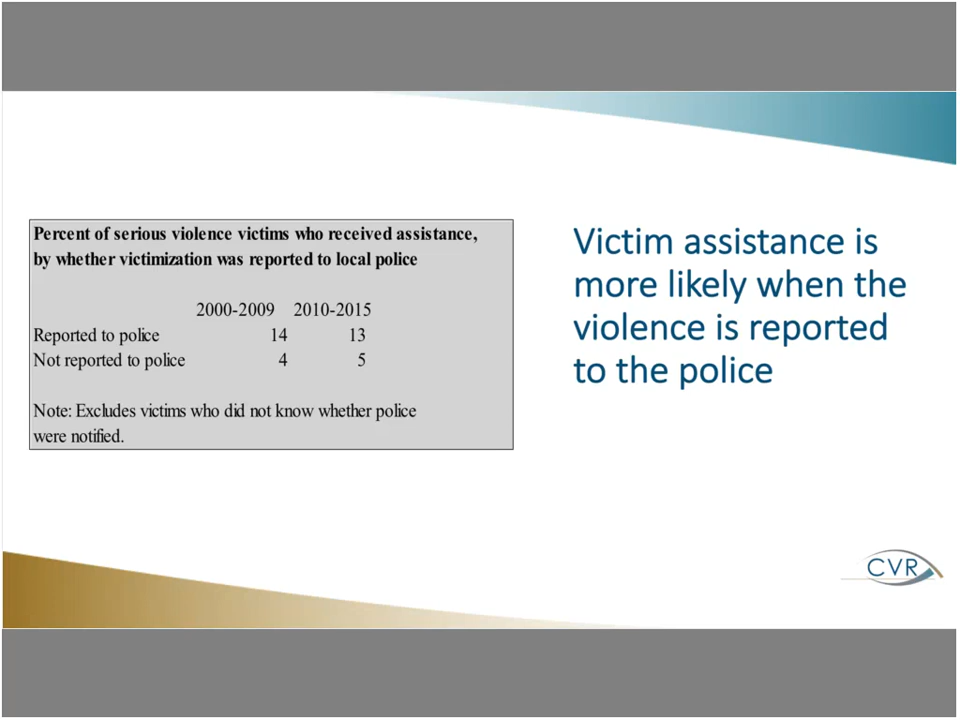 Percent of serious violence victims who received assistance,
by whether victimization was reported to local police
2000-2009 2010-2015
Reported to police 14 13
Not reported to police 4 5
Note: Excludes victims who did not know whether police
were notified.
Victim assistance is
more likely when the
violence is reported
to the police
CVR